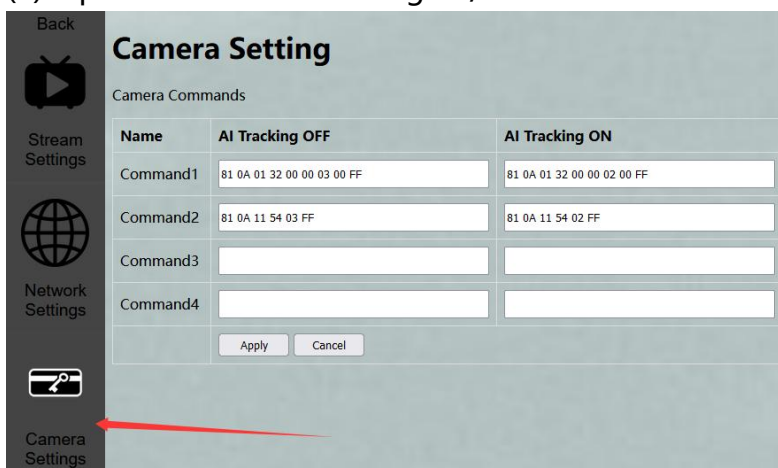 Back
Camera Setting
Camera Commands
Stream
Settings
Name AI Tracking OFF AI Tracking ON
Command1 81 0A 01 32 00 00 03 00 FF 81 0A 01 32 00 00 02 00 FF
Command2 81 0A 11 54 03 FF 81 0A 11 54 02 FF
Command3
Network
Settings
Command4
Apply Cancel
Camera
Settings